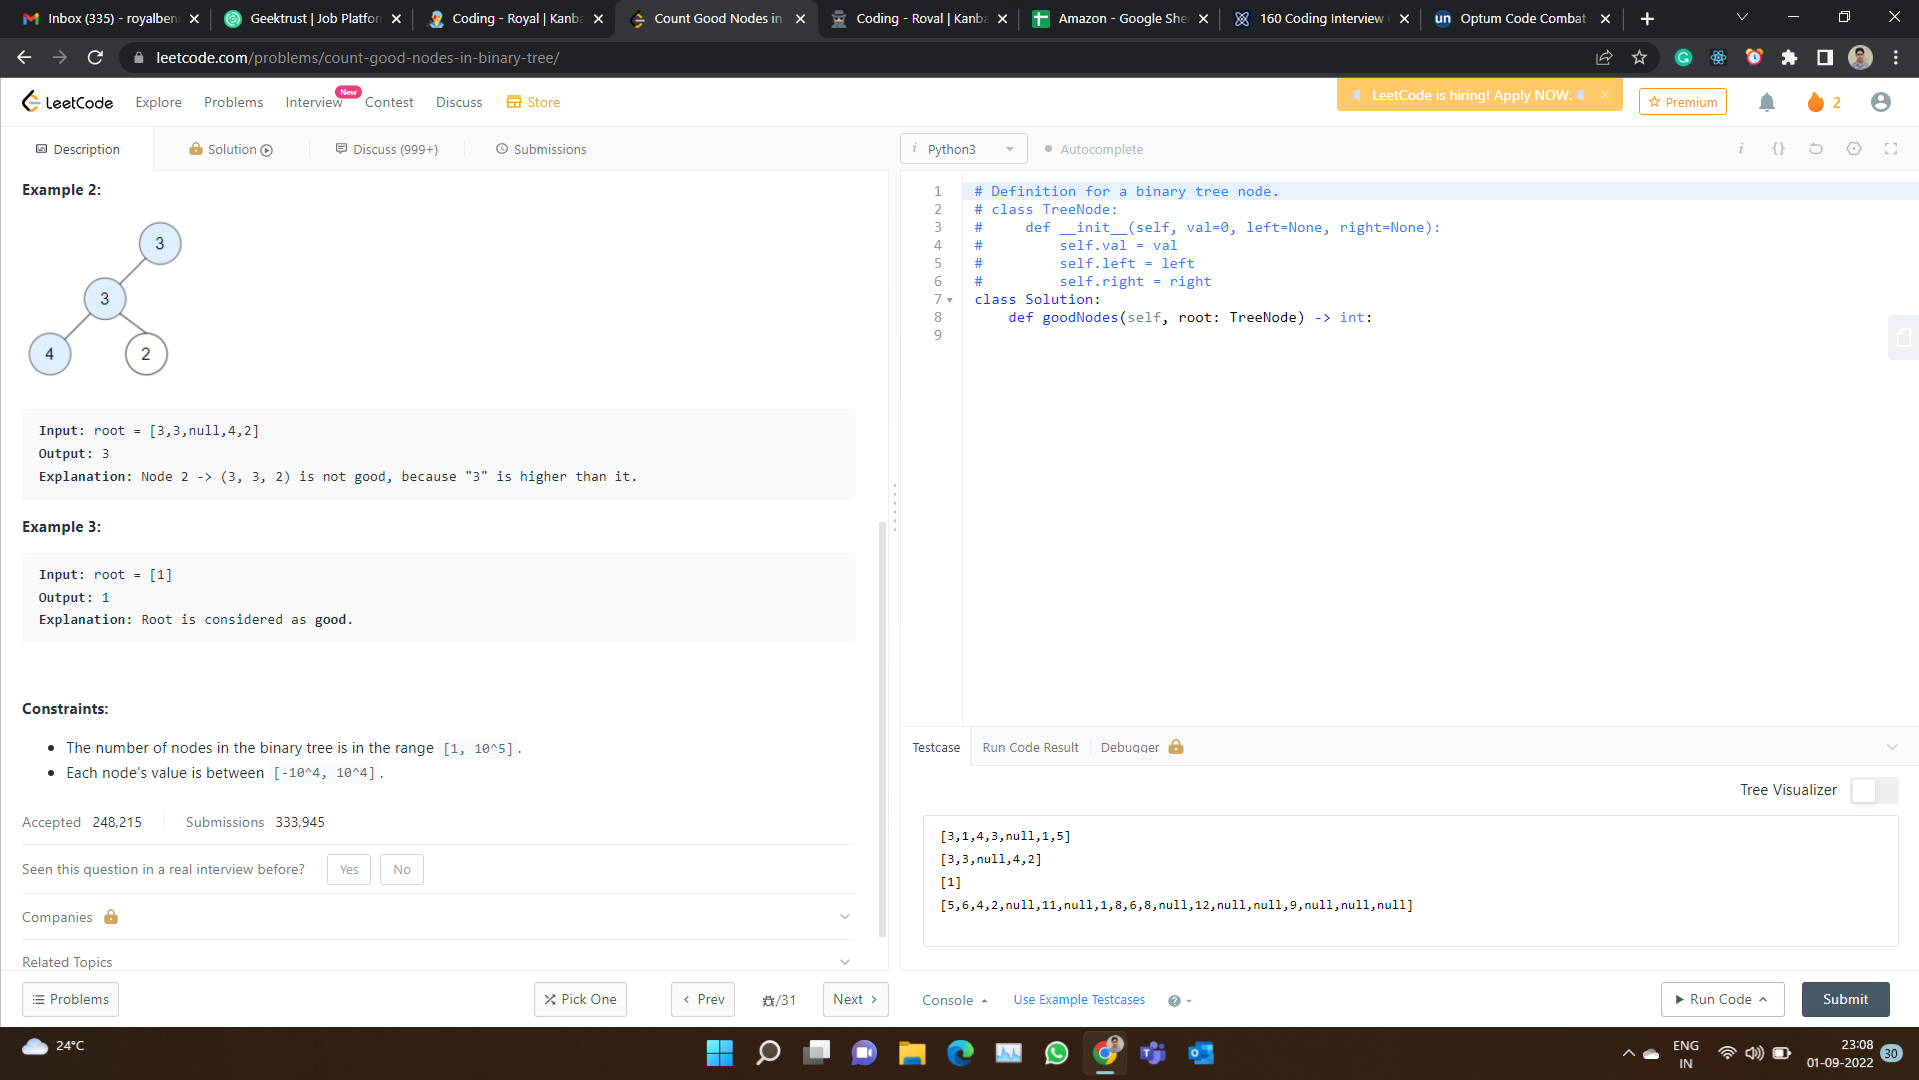 Inbox (335) - royalben
Geektrust | Job Platfor
Coding - Royal | Kanba
Count Good Nodes in
Coding - Royal | Kanba
Amazon - Google She
160 Coding Interview
un
Optum Code Combat
leetcode.com/problems/count-good-nodes-in-binary-tree/
LeetCode
Explore
Problems
Interview
New
Contest
Discuss
Store
LeetCode is hiring! Apply NOW.
Premium
2
Description
Solution
Discuss (999+)
Submissions
i Python3
Autocomplete
i {}
Example 2:
3
3
4
2
Input: root = [3,3,null,4,2]
Output: 3
Explanation: Node 2 -> (3, 3, 2) is not good, because "3" is higher than it.
Example 3:
Input: root = [1]
Output: 1
Explanation: Root is considered as good.
Constraints:
• The number of nodes in the binary tree is in the range [1, 10^5].
• Each node's value is between [-10^4, 10^4].
Accepted 248,215
Submissions 333,945
Seen this question in a real interview before?
Yes
No
Companies
Related Topics
Problems
Pick One
‹ Prev
/31
Next ›
1 # Definition for a binary tree node.
2 # class TreeNode:
3 #     def __init__(self, val=0, left=None, right=None):
4 #         self.val = val
5 #         self.left = left
6 #         self.right = right
7 class Solution:
8     def goodNodes(self, root: TreeNode) -> int:
9
Testcase
Run Code Result
Debugger
Tree Visualizer
[3,1,4,3,null,1,5]
[3,3,null,4,2]
[1]
[5,6,4,2,null,11,null,1,8,6,8,null,12,null,null,9,null,null,null]
Console
Use Example Testcases
?
Run Code
Submit
24°C
ENG
IN
23:08
01-09-2022
30